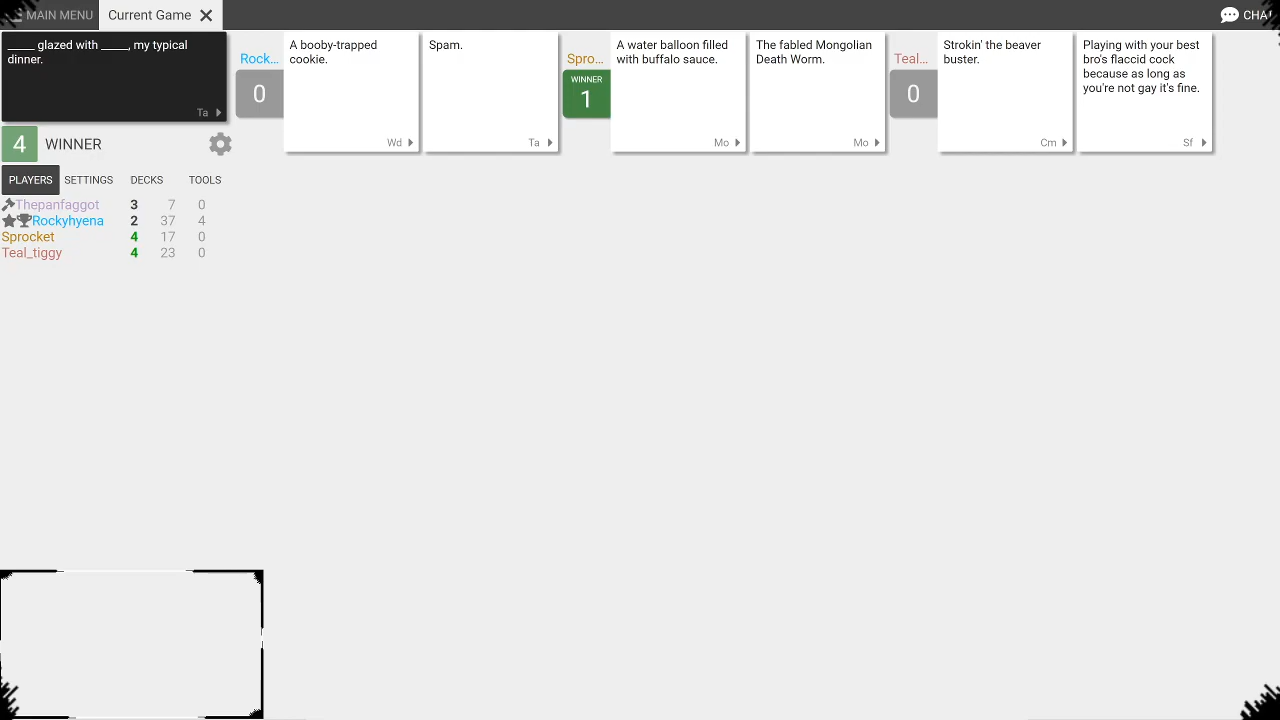 MAIN MENU
Current Game
CHA
_____ glazed with _____, my typical
dinner.
Ta
4 WINNER
PLAYERS SETTINGS DECKS TOOLS
Thepanfaggot 3 7 0
Rockyhyena 2 37 4
Sprocket 4 17 0
Teal_tiggy 4 23 0
Rock...
0
A booby-trapped
cookie.
Wd
Spam.
Ta
Spro...
WINNER
1
A water balloon filled
with buffalo sauce.
Mo
The fabled Mongolian
Death Worm.
Mo
Teal...
0
Strokin' the beaver
buster.
Cm
Playing with your best
bro's flaccid cock
because as long as
you're not gay it's fine.
Sf